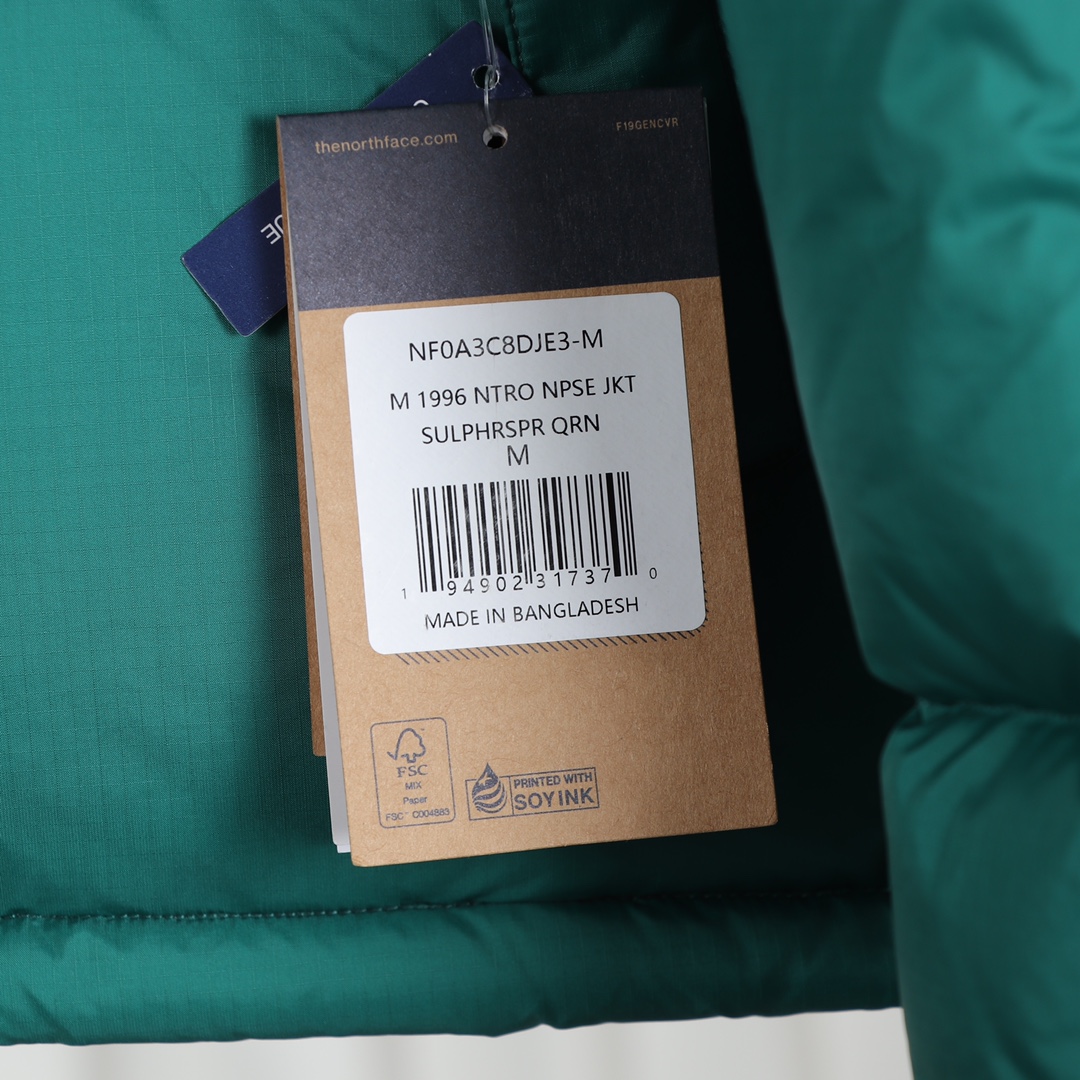 thenorthface.com
F19GENCVR
NF0A3C8DJE3-M
M 1996 NTRO NPSE JKT
SULPHRSPR QRN
M
1 94902 31737 0
MADE IN BANGLADESH
FSC
MIX
Paper
FSC™ C004883
PRINTED WITH
SOY INK